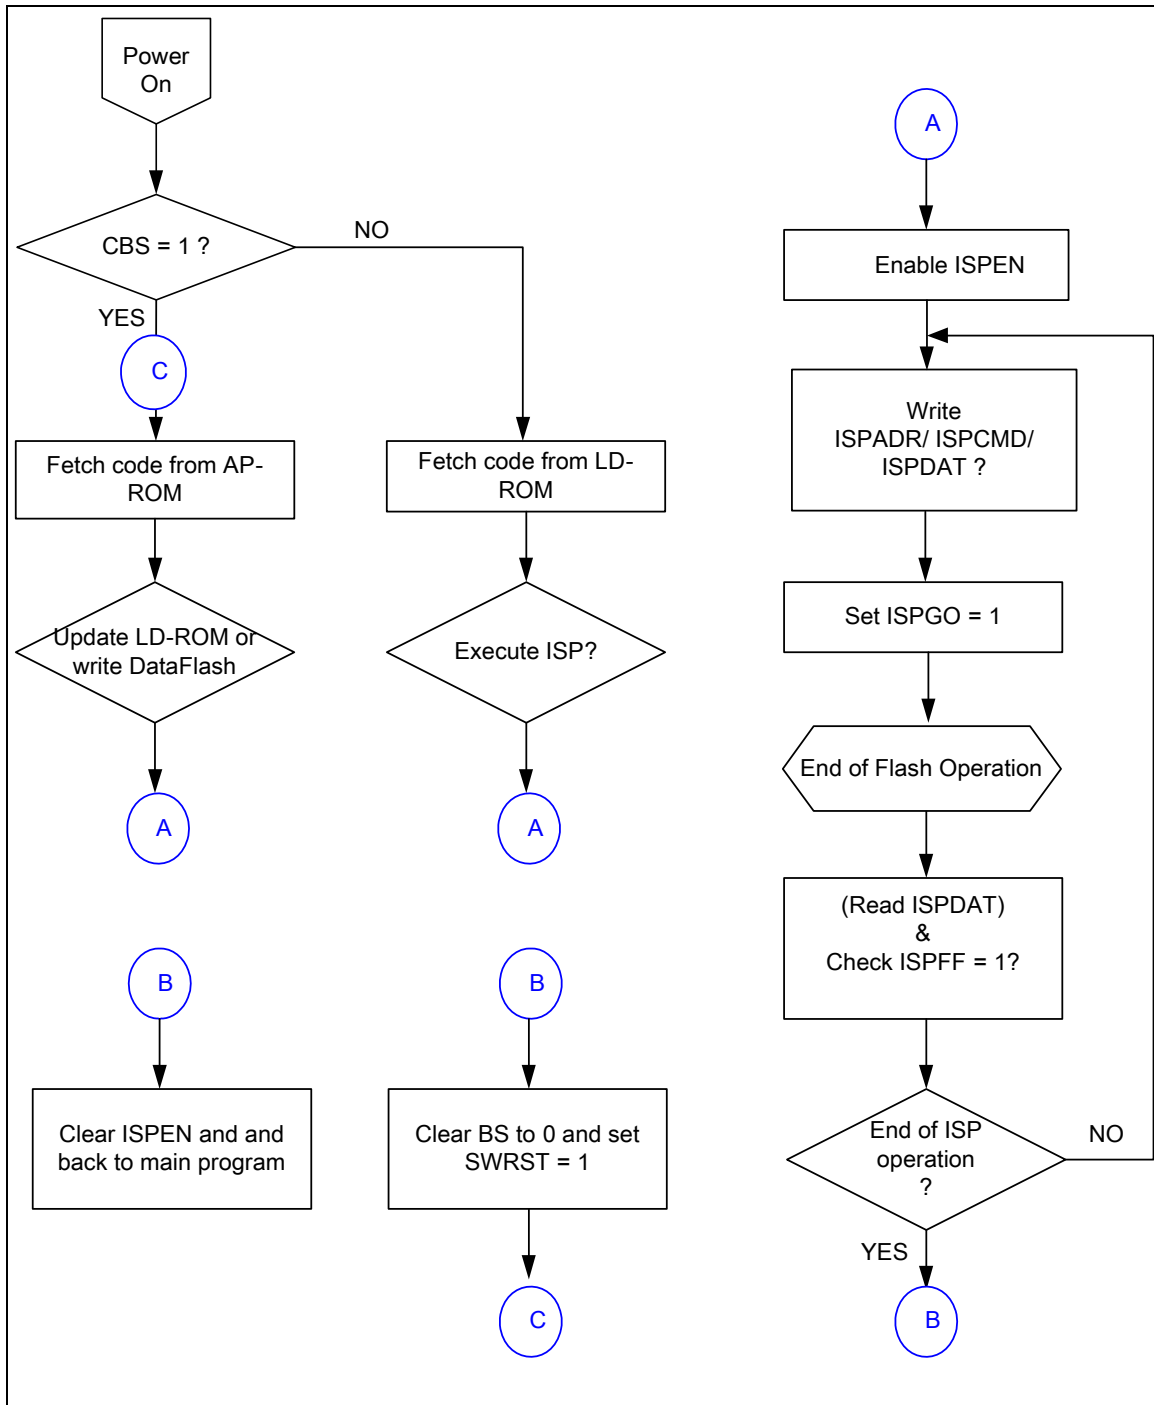 Power
On
CBS = 1 ?
NO
YES
C
Fetch code from AP-
ROM
Fetch code from LD-
ROM
Update LD-ROM or
write DataFlash
Execute ISP?
A
A
B
B
Clear ISPEN and and
back to main program
Clear BS to 0 and set
SWRST = 1
C
A
Enable ISPEN
Write
ISPADR/ ISPCMD/
ISPDAT ?
Set ISPGO = 1
End of Flash Operation
(Read ISPDAT)
&
Check ISPFF = 1?
End of ISP
operation
?
NO
YES
B